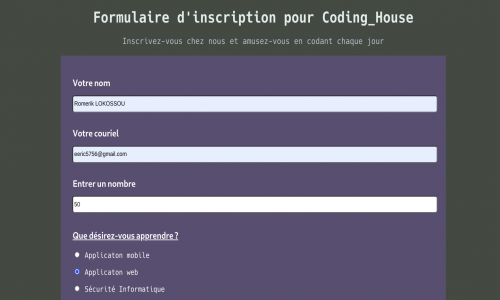 Formulaire d'inscription pour Coding_House
Inscrivez-vous chez nous et amusez-vous en codant chaque jour
Votre nom
Romerik LOKOSSOU
Votre couriel
eeric5756@gmail.com
Entrer un nombre
50
Que désirez-vous apprendre ?
Applicaton mobile
Applicaton web
Sécurité Informatique